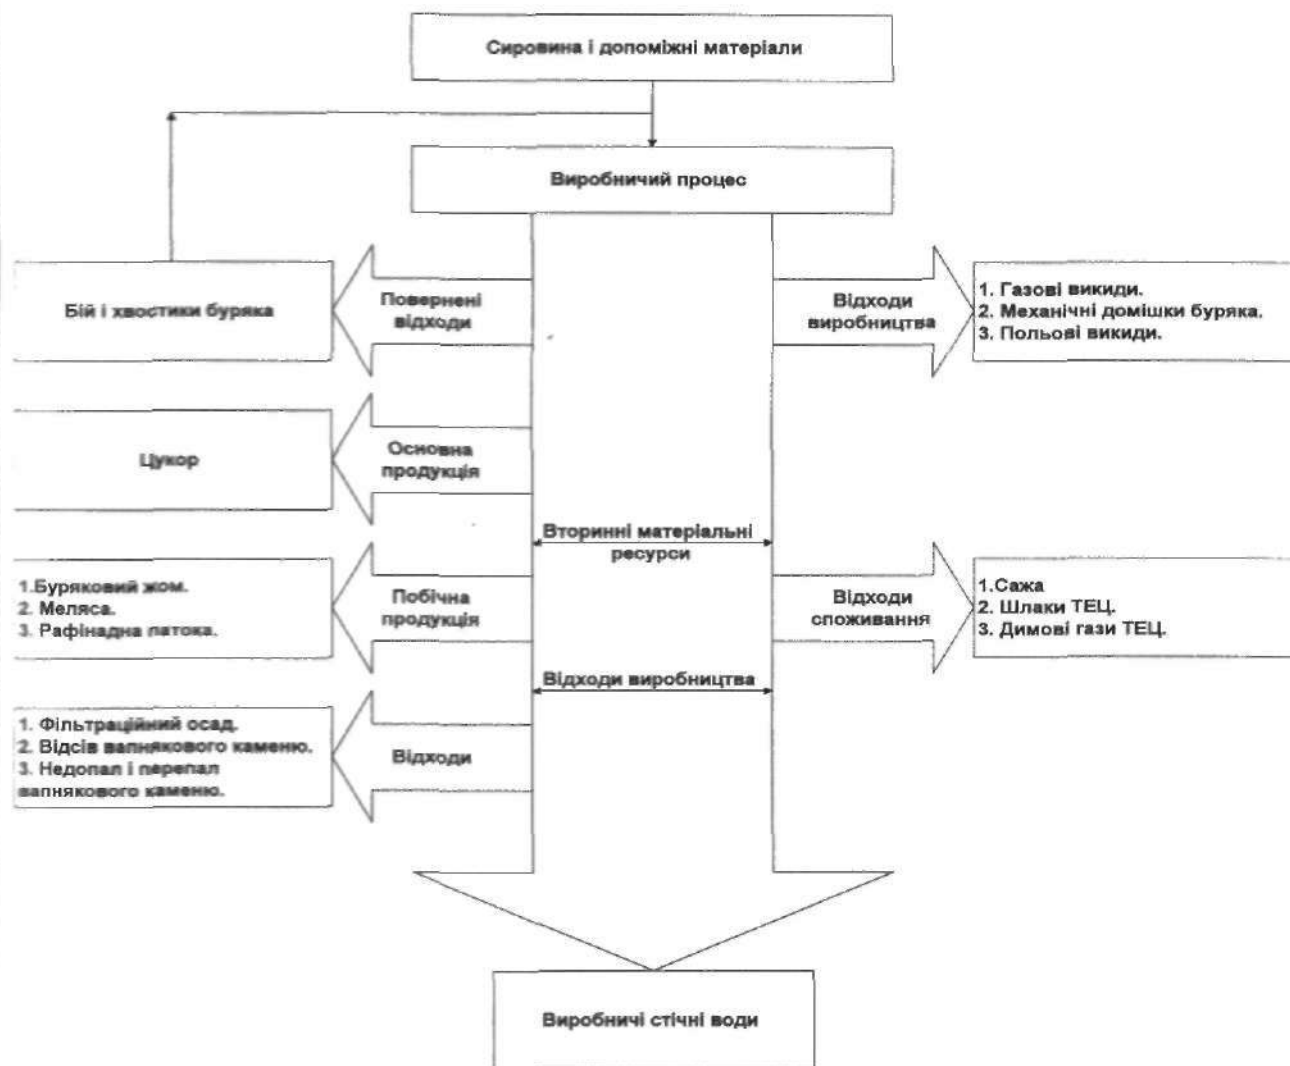 Сировина і допоміжні матеріали
Виробничий процес
Бій і хвостики буряка
Повернені
відходи
Відходи
виробництва
1. Газові викиди.
2. Механічні домішки буряка.
3. Польові викиди.
Цукор
Основна
продукція
Вторинні матеріальні
ресурси
1.Буряковий жом.
2. Меляса.
3. Рафінадна патока.
Побічна
продукція
Відходи
споживання
1.Сажа
2. Шлаки ТЕЦ.
3. Димові гази ТЕЦ.
Відходи виробництва
1. Фільтраційний осад.
2. Відсів вапнякового каменю.
3. Недопал і перепал
вапнякового каменю.
Відходи
Виробничі стічні води